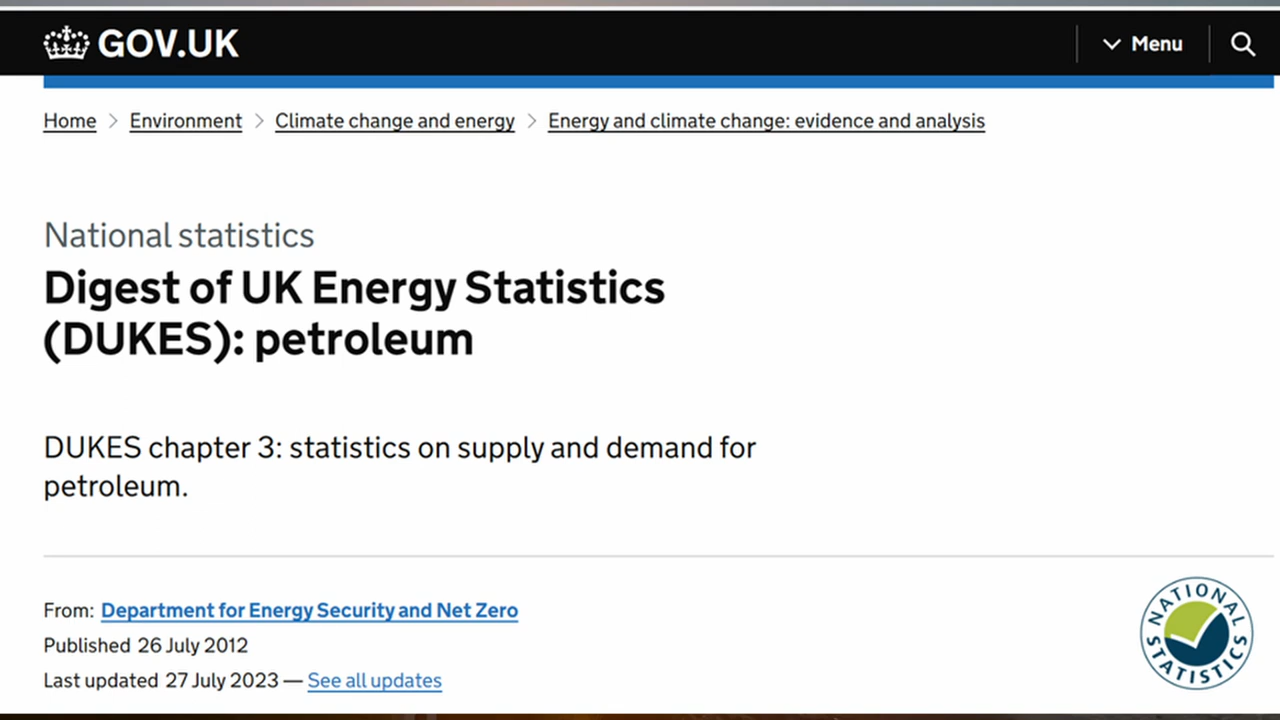 GOV.UK
Menu
Home > Environment > Climate change and energy > Energy and climate change: evidence and analysis
National statistics
Digest of UK Energy Statistics
(DUKES): petroleum
DUKES chapter 3: statistics on supply and demand for
petroleum.
From: Department for Energy Security and Net Zero
Published 26 July 2012
Last updated 27 July 2023 — See all updates
NATIONAL STATISTICS